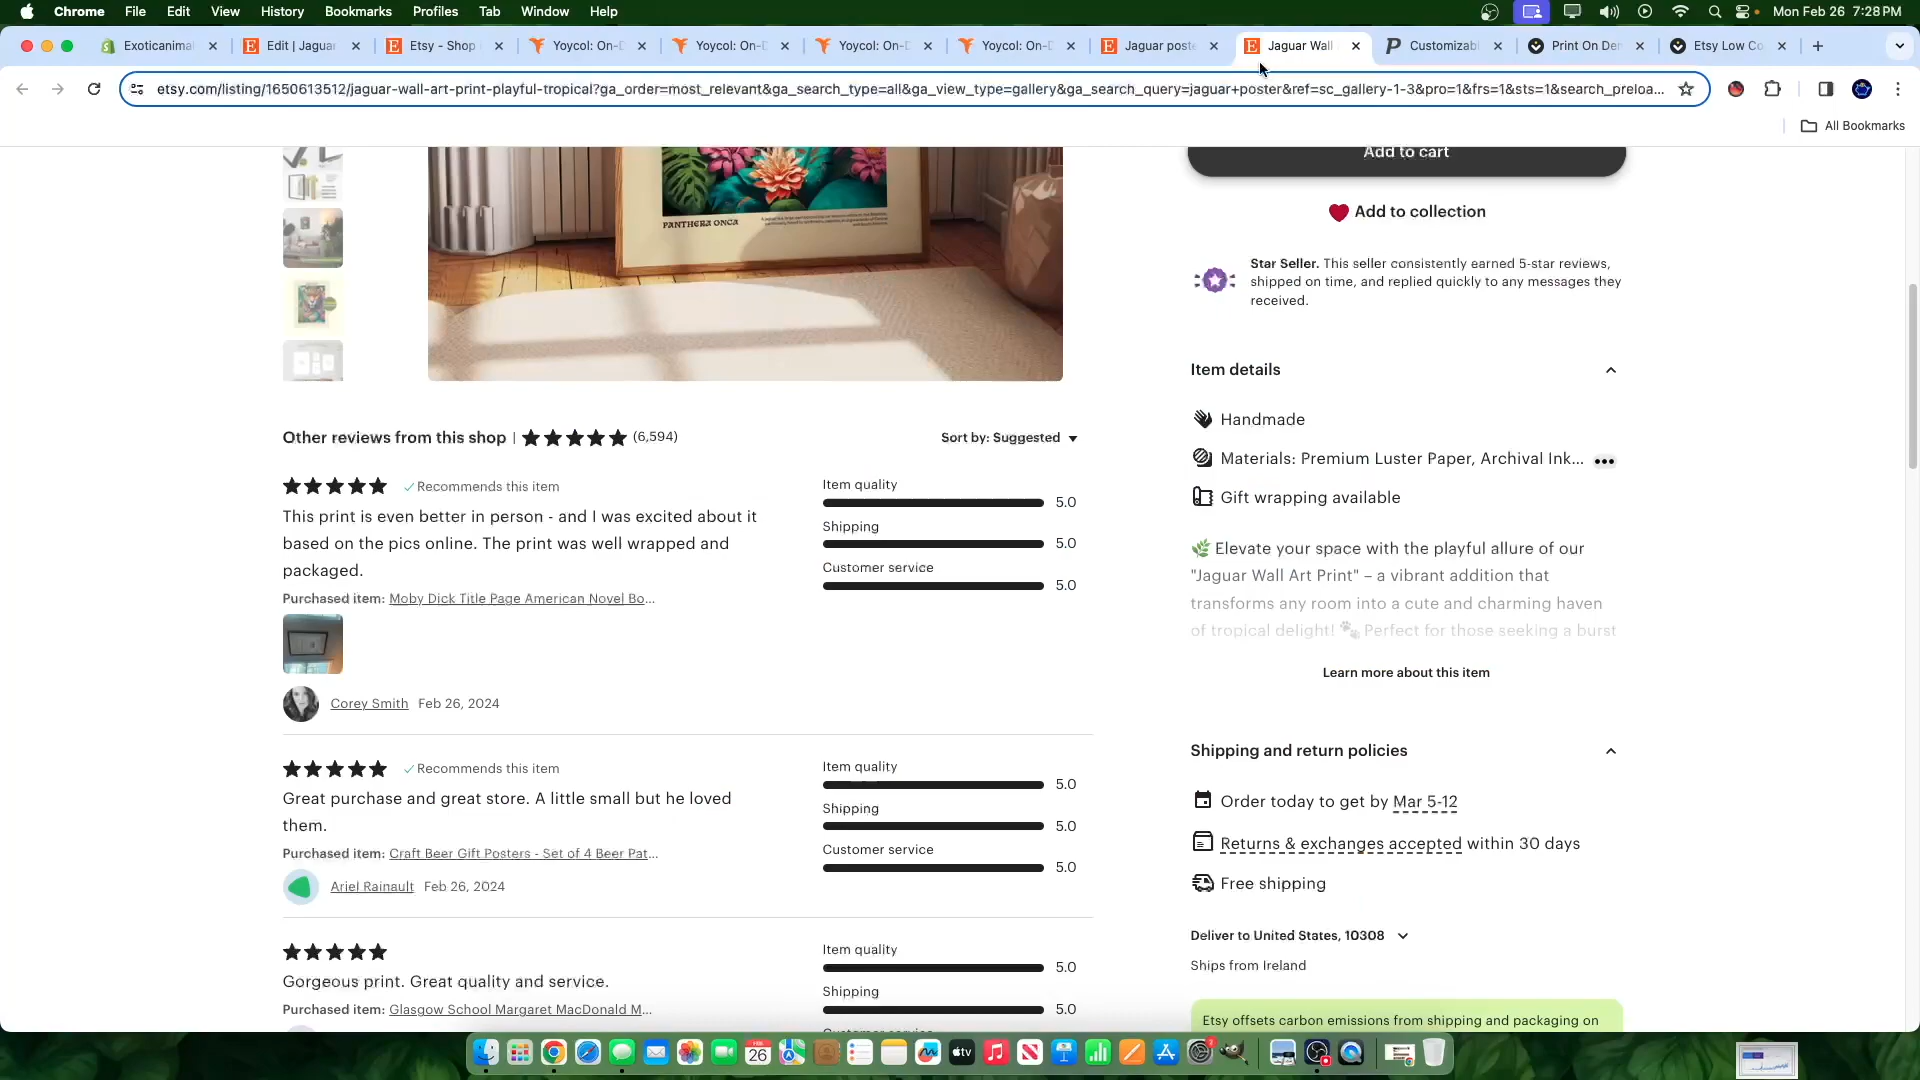 Chrome File Edit View History Bookmarks Profiles Tab Window Help Mon Feb 26 7:28 PM
Exoticanima Edit | Jagua Etsy - Shop Yoycol: On-D Yoycol: On-D Yoycol: On-D Yoycol: On-D Jaguar poste Jaguar Wall Customizab Print On De Etsy Low Co
etsy.com/listing/1650613512/jaguar-wall-art-print-playful-tropical?ga_order=most_relevant&ga_search_type=all&ga_view_type=gallery&ga_search_query=jaguar+poster&ref=sc_gallery-1-3&pro=1&frs=1&sts=1&search_preloa...
All Bookmarks
PANTHERA ONCA
Add to cart
Add to collection
Star Seller. This seller consistently earned 5-star reviews,
shipped on time, and replied quickly to any messages they
received.
Item details
Handmade
Materials: Premium Luster Paper, Archival Ink... •••
Gift wrapping available
🌿 Elevate your space with the playful allure of our
"Jaguar Wall Art Print" – a vibrant addition that
transforms any room into a cute and charming haven
of tropical delight! 🐾 Perfect for those seeking a burst
Learn more about this item
Shipping and return policies
Order today to get by Mar 5-12
Returns & exchanges accepted within 30 days
Free shipping
Deliver to United States, 10308
Ships from Ireland
Etsy offsets carbon emissions from shipping and packaging on
Other reviews from this shop | (6,594) Sort by: Suggested
Recommends this item
This print is even better in person - and I was excited about it
based on the pics online. The print was well wrapped and
packaged.
Purchased item: Moby Dick Title Page American Novel Bo...
Corey Smith Feb 26, 2024
Item quality
5.0
Shipping
5.0
Customer service
5.0
Recommends this item
Great purchase and great store. A little small but he loved
them.
Purchased item: Craft Beer Gift Posters - Set of 4 Beer Pat...
Ariel Rainault Feb 26, 2024
Item quality
5.0
Shipping
5.0
Customer service
5.0
Gorgeous print. Great quality and service.
Purchased item: Glasgow School Margaret MacDonald M...
Item quality
5.0
Shipping
5.0
26
tv